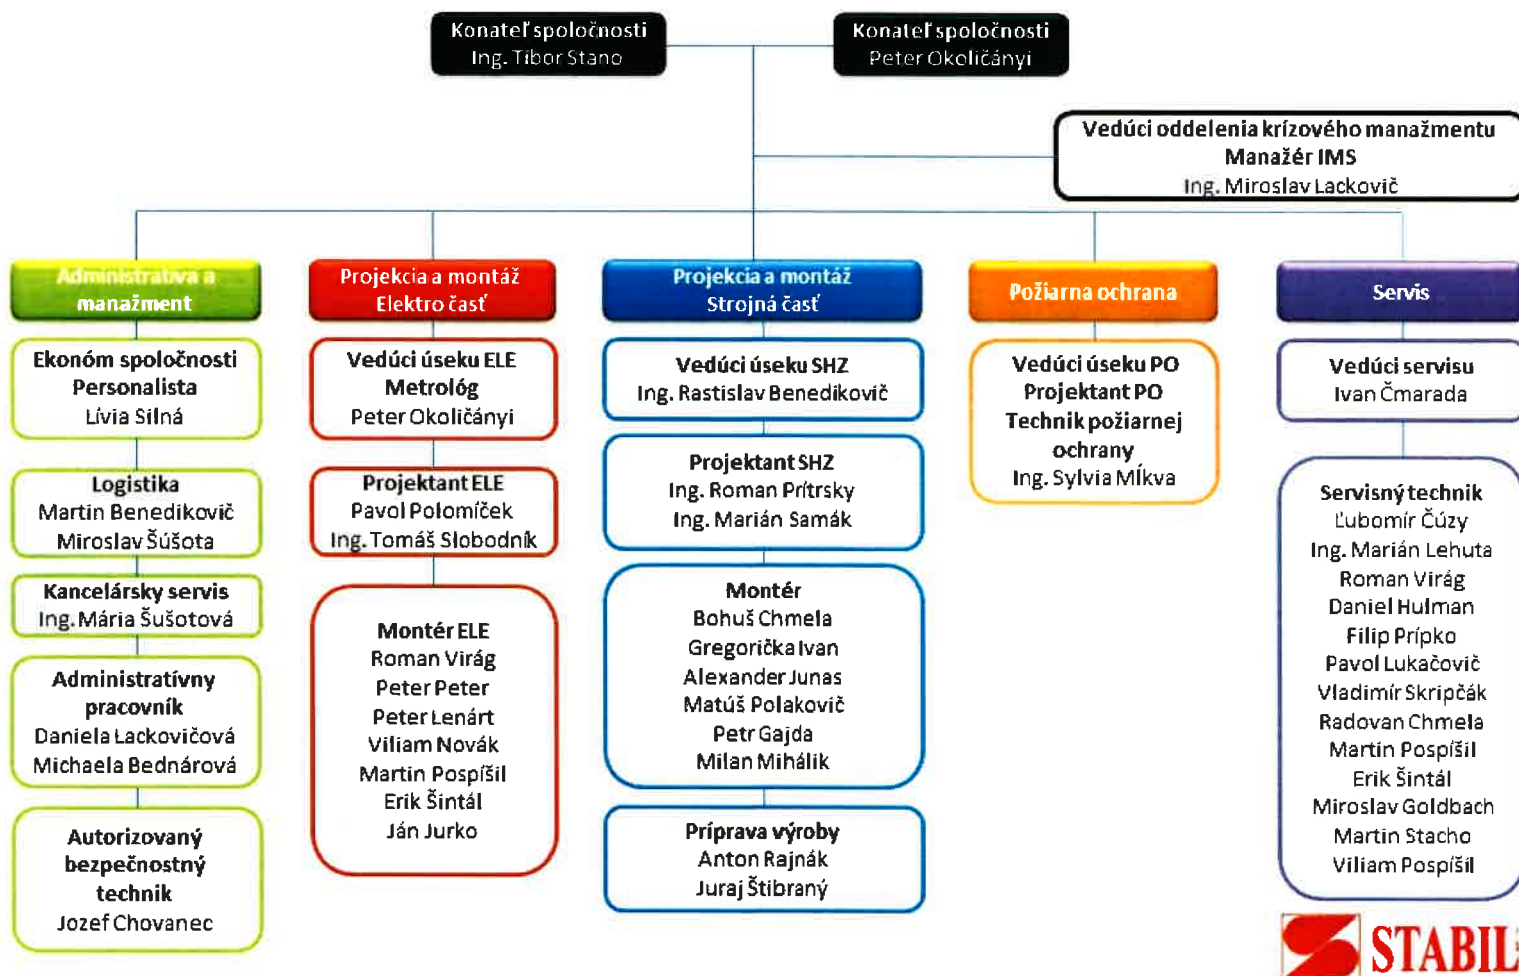 Konateľ spoločnosti
Ing. Tibor Stano
Konateľ spoločnosti
Peter Okoličányi
Vedúci oddelenia krízového manažmentu
Manažér IMS
Ing. Miroslav Lackovič
Administratíva a
manažment
Ekonóm spoločnosti
Personalista
Lívia Silná
Logistika
Martin Benedikovič
Miroslav Šúšota
Kancelársky servis
Ing. Mária Šušotová
Administratívny
pracovník
Daniela Lackovičová
Michaela Bednárová
Autorizovaný
bezpečnostný
technik
Jozef Chovanec
Projekcia a montáž
Elektro časť
Vedúci úseku ELE
Metrológ
Peter Okoličányi
Projektant ELE
Pavol Polomíček
Ing. Tomáš Slobodník
Montér ELE
Roman Virág
Peter Peter
Peter Lenárt
Viliam Novák
Martin Pospíšil
Erik Šintál
Ján Jurko
Projekcia a montáž
Strojná časť
Vedúci úseku SHZ
Ing. Rastislav Benedikovič
Projektant SHZ
Ing. Roman Prítrsky
Ing. Marián Samák
Montér
Bohuš Chmela
Gregorička Ivan
Alexander Junas
Matúš Polakovič
Petr Gajda
Milan Mihálik
Príprava výroby
Anton Rajnák
Juraj Štibraný
Požiarna ochrana
Vedúci úseku PO
Projektant PO
Technik požiarnej
ochrany
Ing. Sylvia Mĺkva
Servis
Vedúci servisu
Ivan Čmarada
Servisný technik
Ľubomír Čúzy
Ing. Marián Lehuta
Roman Virág
Daniel Hulman
Filip Prípko
Pavol Lukačovič
Vladimír Skripčák
Radovan Chmela
Martin Pospíšil
Erik Šintál
Miroslav Goldbach
Martin Stacho
Viliam Pospíšil
STABIL